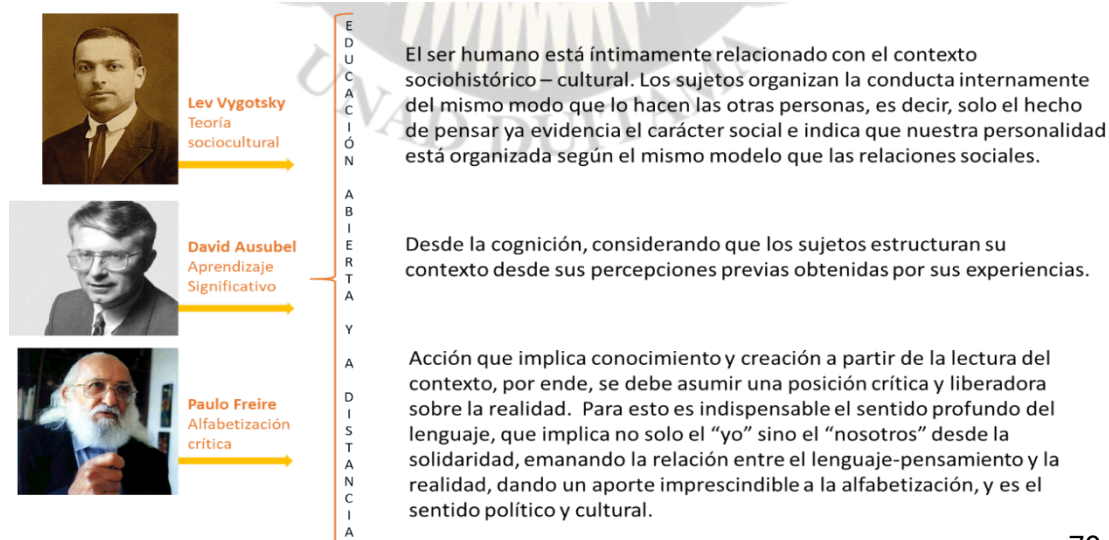 Lev Vygotsky
Teoría
sociocultural
David Ausubel
Aprendizaje
Significativo
Paulo Freire
Alfabetización
crítica
EDUCACIÓN ABIERTA Y A DISTANCIA
UNAD DUITAMA
El ser humano está íntimamente relacionado con el contexto
sociohistórico – cultural. Los sujetos organizan la conducta internamente
del mismo modo que lo hacen las otras personas, es decir, solo el hecho
de pensar ya evidencia el carácter social e indica que nuestra personalidad
está organizada según el mismo modelo que las relaciones sociales.
Desde la cognición, considerando que los sujetos estructuran su
contexto desde sus percepciones previas obtenidas por sus experiencias.
Acción que implica conocimiento y creación a partir de la lectura del
contexto, por ende, se debe asumir una posición crítica y liberadora
sobre la realidad.  Para esto es indispensable el sentido profundo del
lenguaje, que implica no solo el “yo” sino el “nosotros” desde la
solidaridad, emanando la relación entre el lenguaje-pensamiento y la
realidad, dando un aporte imprescindible a la alfabetización, y es el
sentido político y cultural.